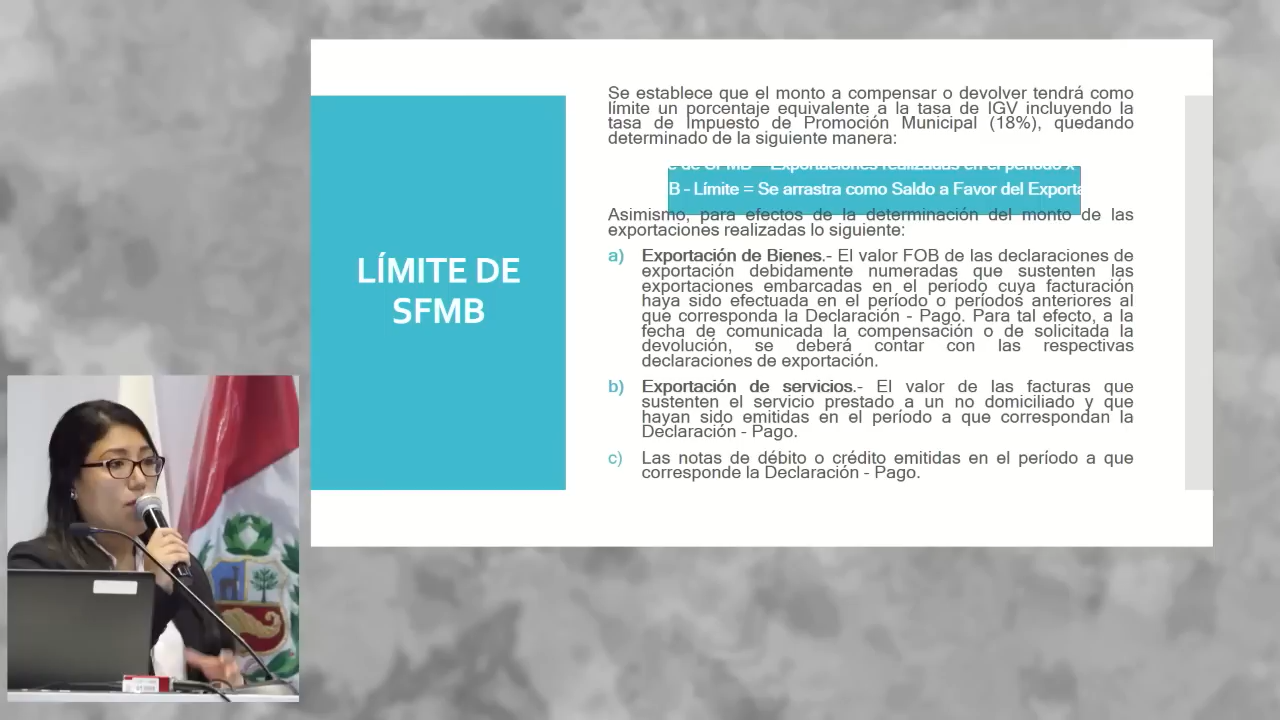 LÍMITE DE
SFMB
Se establece que el monto a compensar o devolver tendrá como
límite un porcentaje equivalente a la tasa de IGV incluyendo la
tasa de Impuesto de Promoción Municipal (18%), quedando
determinado de la siguiente manera:
e de SFMB = Exportaciones realizadas en el período x
B - Límite = Se arrastra como Saldo a Favor del Exporta
Asimismo, para efectos de la determinación del monto de las
exportaciones realizadas lo siguiente:
a) Exportación de Bienes.- El valor FOB de las declaraciones de
exportación debidamente numeradas que sustenten las
exportaciones embarcadas en el período cuya facturación
haya sido efectuada en el período o períodos anteriores al
que corresponda la Declaración - Pago. Para tal efecto, a la
fecha de comunicada la compensación o de solicitada la
devolución, se deberá contar con las respectivas
declaraciones de exportación.
b) Exportación de servicios.- El valor de las facturas que
sustenten el servicio prestado a un no domiciliado y que
hayan sido emitidas en el período a que correspondan la
Declaración - Pago.
c) Las notas de débito o crédito emitidas en el período a que
corresponde la Declaración - Pago.